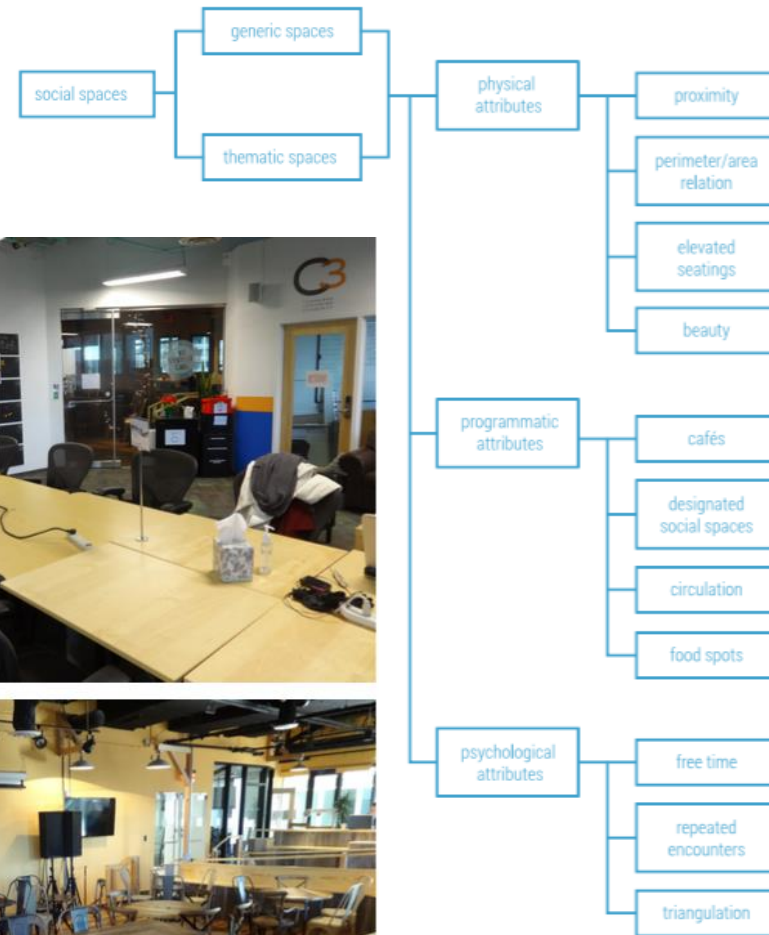 generic spaces
social spaces
thematic spaces
physical
attributes
proximity
perimeter/area
relation
elevated
seatings
beauty
C3
programmatic
attributes
cafés
designated
social spaces
circulation
food spots
psychological
attributes
free time
repeated
encounters
triangulation